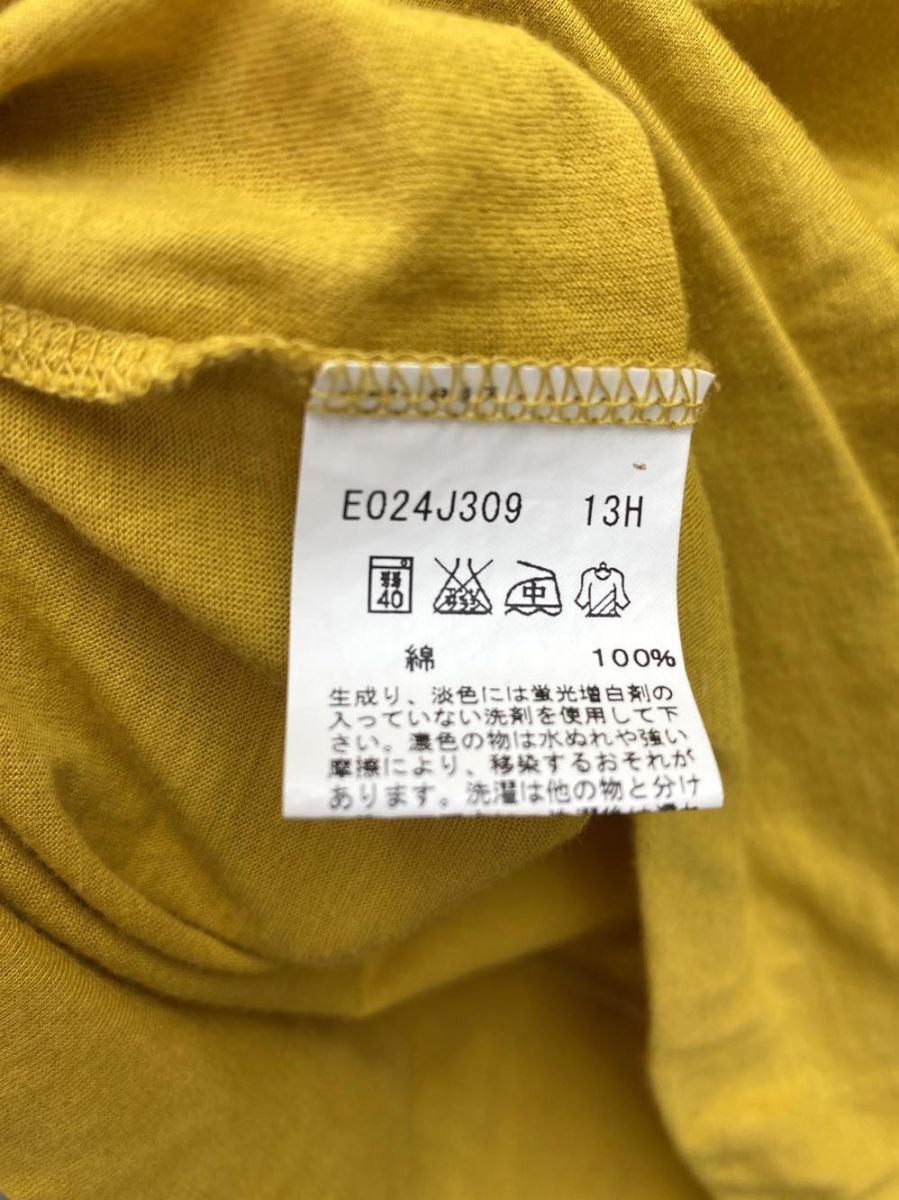 E024J309 13H
40 中
綿 100%
生成り、淡色には蛍光増白剤の
入っていない洗剤を使用して下
さい。濃色の物は水ぬれや強い
摩擦により、移染するおそれが
あります。洗濯は他の物と分け